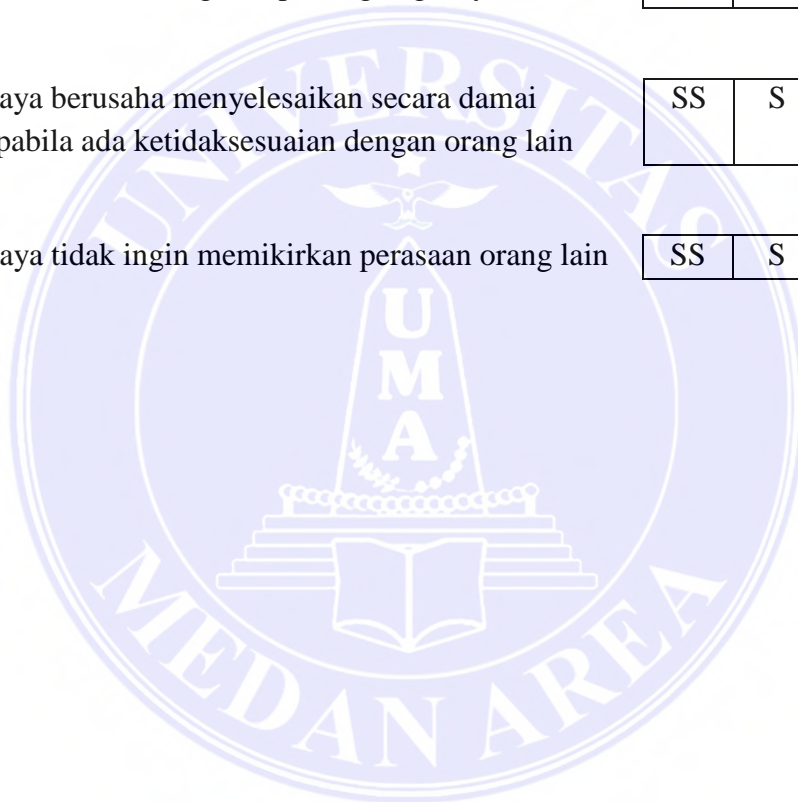 aya berusaha menyelesaikan secara damai
SS S
pabila ada ketidaksesuaian dengan orang lain
aya tidak ingin memikirkan perasaan orang lain
SS S
UNIVERSITAS
UMA
MEDAN AREA